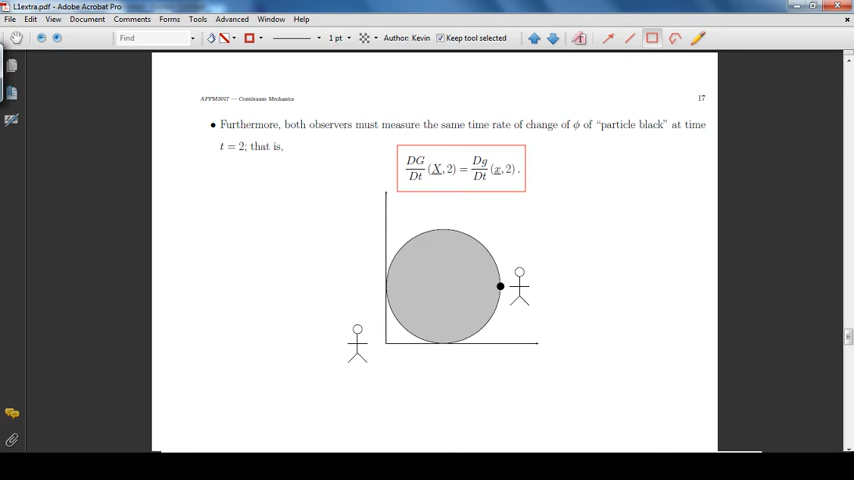 L1extra.pdf - Adobe Acrobat Pro
File Edit View Document Comments Forms Tools Advanced Window Help
Find
1 pt
Author: Kevin
Keep tool selected
APPM3017 — Continuum Mechanics 17
• Furthermore, both observers must measure the same time rate of change of ϕ of “particle black” at time
t = 2; that is,
DG/Dt (X, 2) = Dg/Dt (x, 2) .